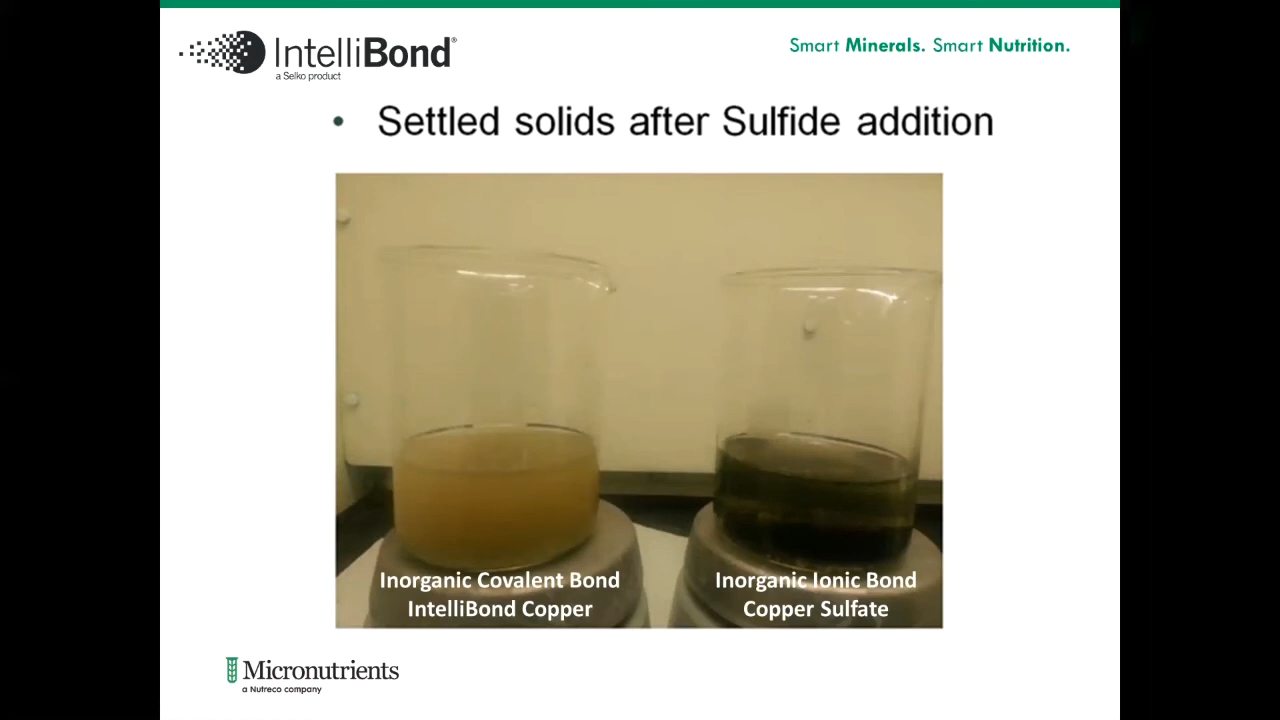 IntelliBond®
a Selko product
Smart Minerals. Smart Nutrition.
• Settled solids after Sulfide addition
Inorganic Covalent Bond
IntelliBond Copper
Inorganic Ionic Bond
Copper Sulfate
Micronutrients
a Nutreco company